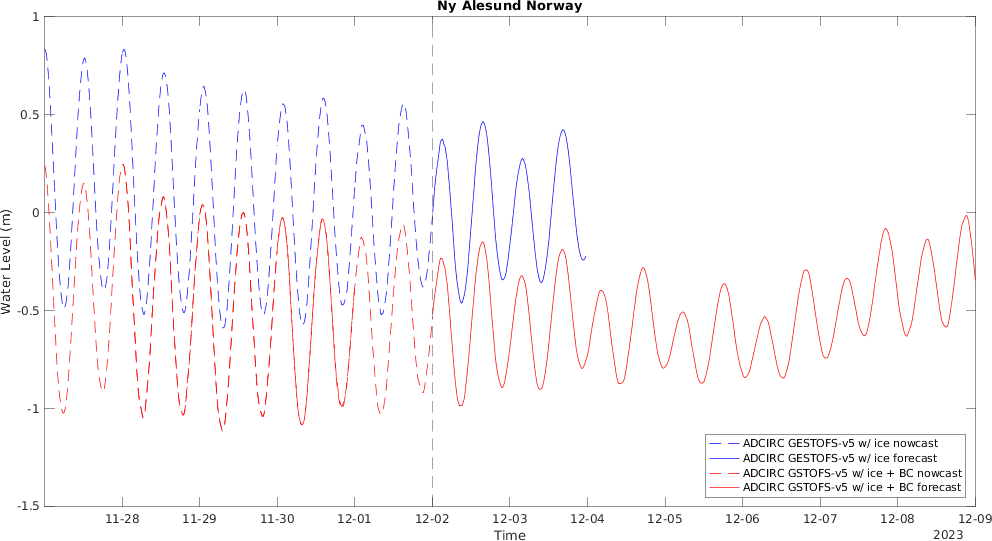 Ny Alesund Norway
1
0.5
0
-0.5
-1
-1.5
Water Level (m)
ADCIRC GESTOFS-v5 w/ ice nowcast
ADCIRC GESTOFS-v5 w/ ice forecast
ADCIRC GSTOFS-v5 w/ ice + BC nowcast
ADCIRC GSTOFS-v5 w/ ice + BC forecast
11-28 11-29 11-30 12-01 12-02 12-03 12-04 12-05 12-06 12-07 12-08 12-09
Time
2023